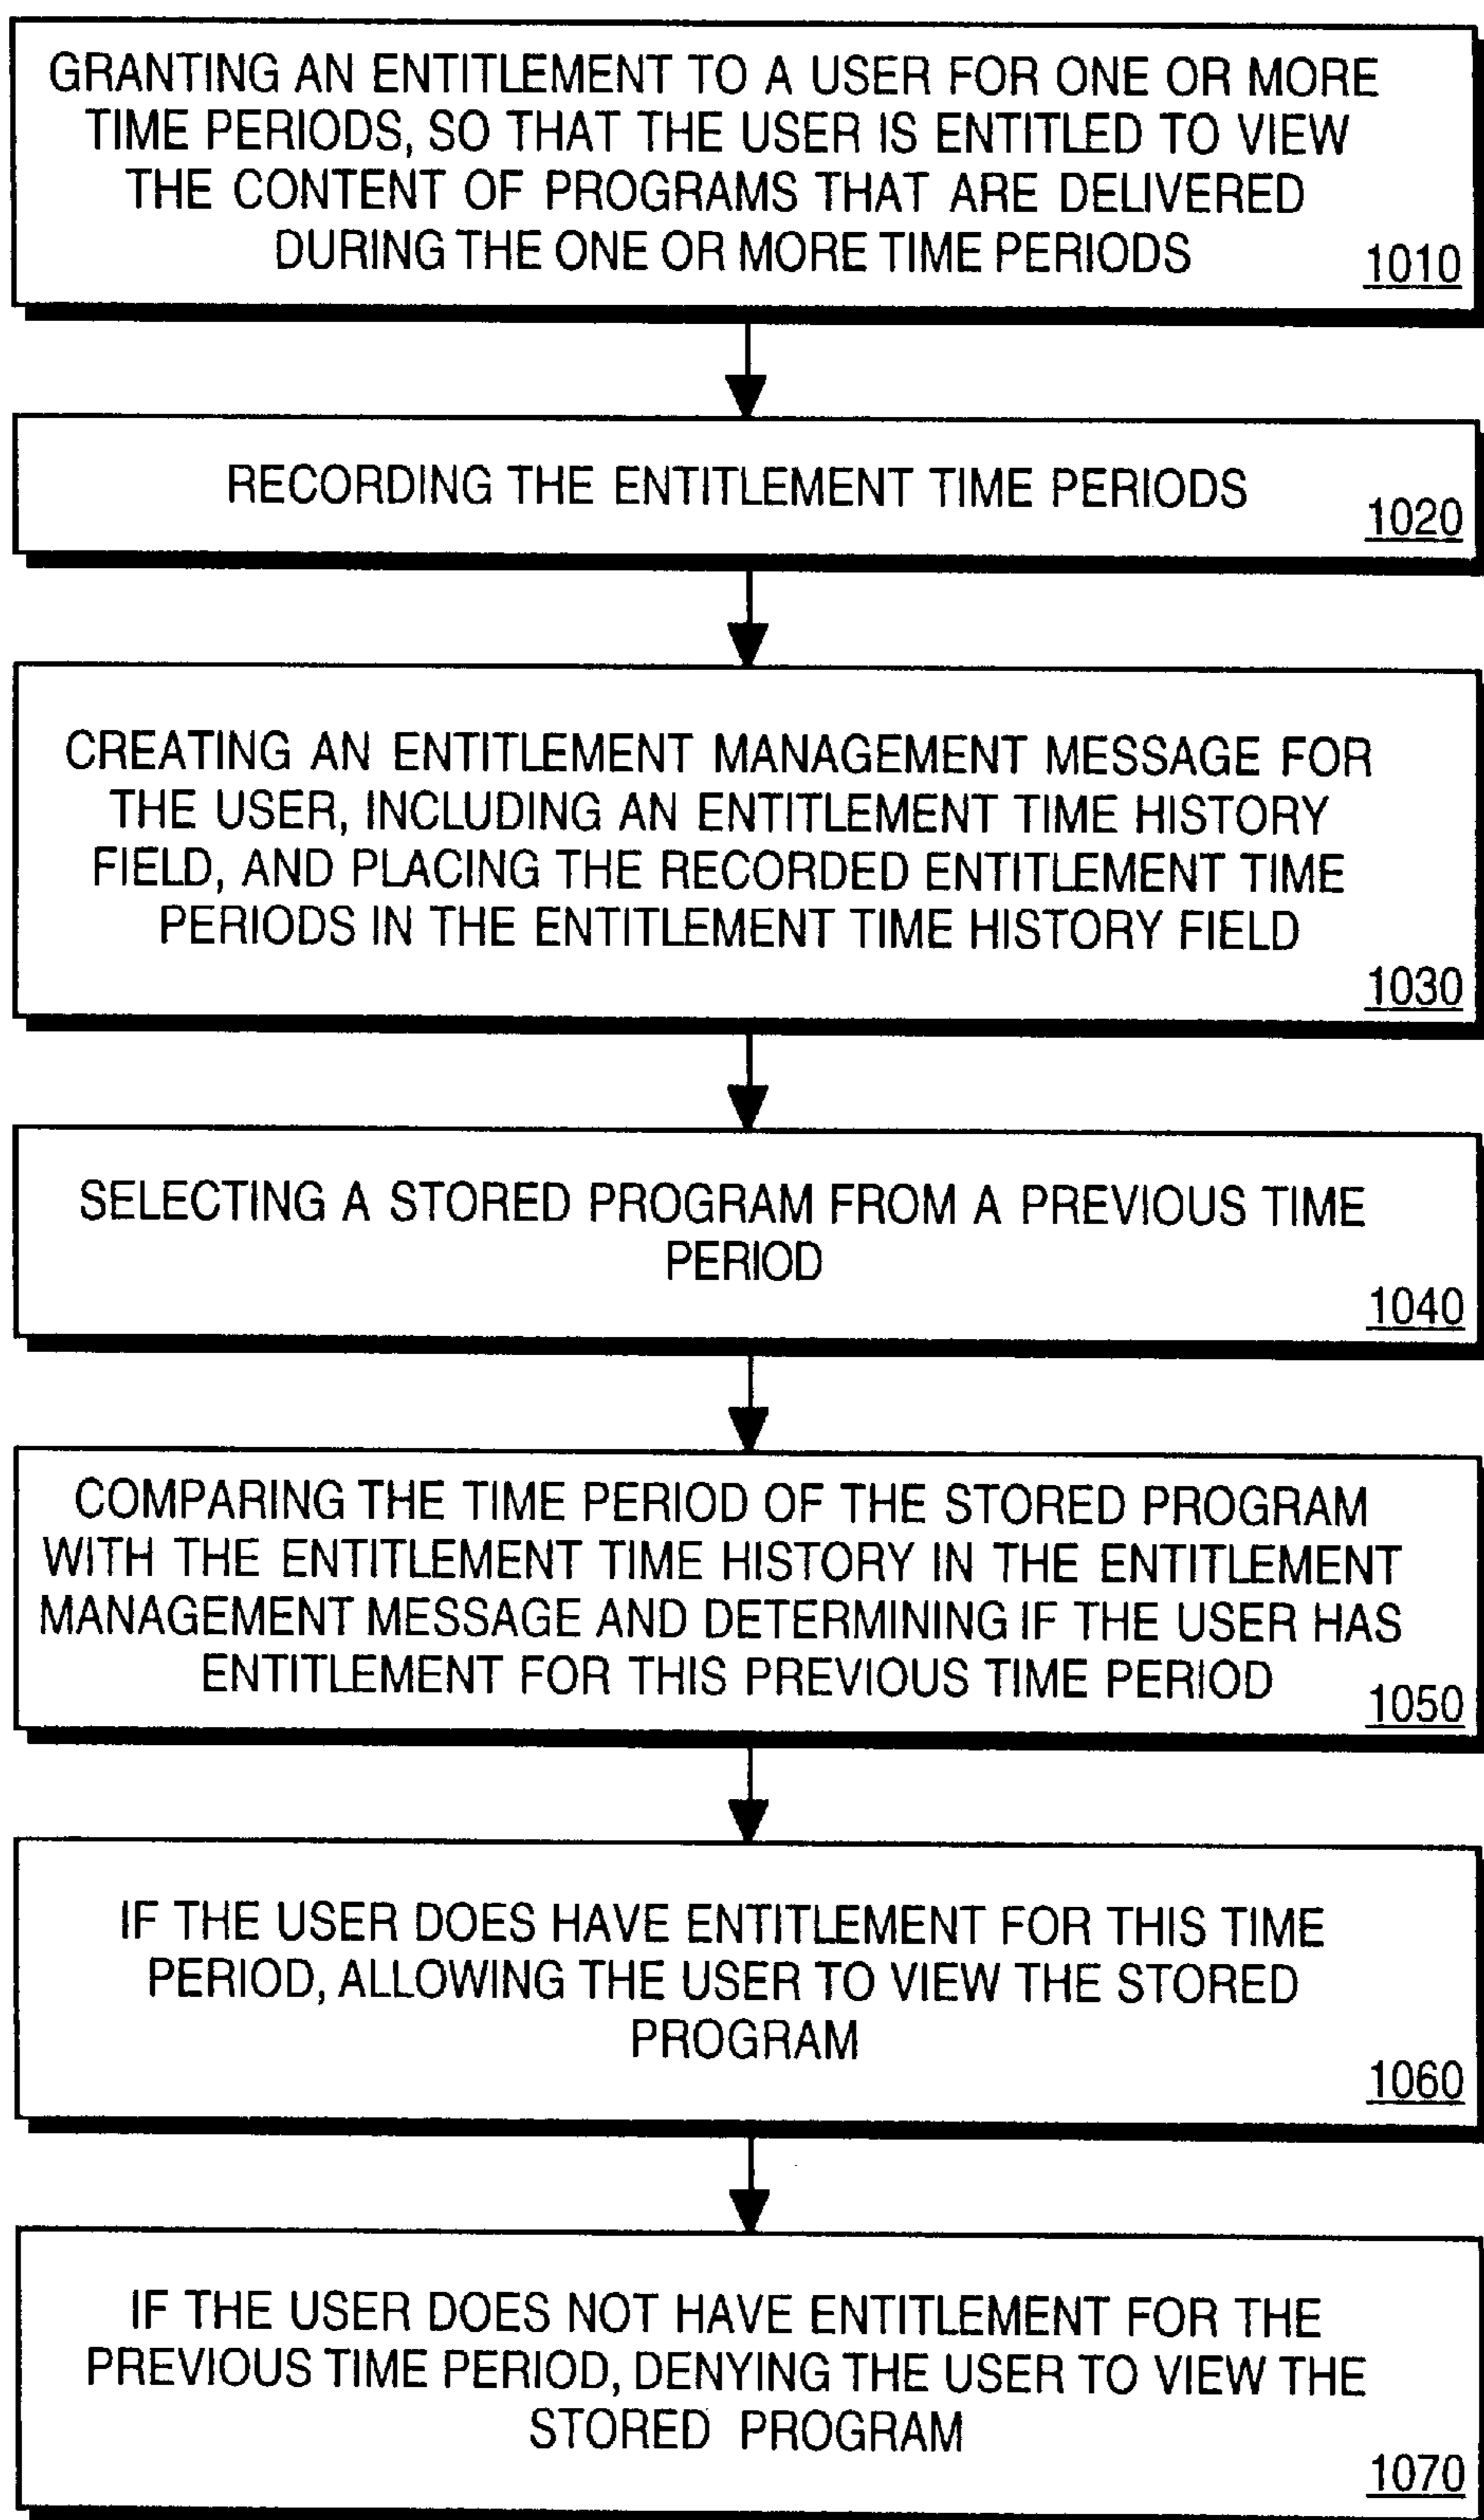 GRANTING AN ENTITLEMENT TO A USER FOR ONE OR MORE
TIME PERIODS, SO THAT THE USER IS ENTITLED TO VIEW
THE CONTENT OF PROGRAMS THAT ARE DELIVERED
DURING THE ONE OR MORE TIME PERIODS
1010
RECORDING THE ENTITLEMENT TIME PERIODS
1020
CREATING AN ENTITLEMENT MANAGEMENT MESSAGE FOR
THE USER, INCLUDING AN ENTITLEMENT TIME HISTORY
FIELD, AND PLACING THE RECORDED ENTITLEMENT TIME
PERIODS IN THE ENTITLEMENT TIME HISTORY FIELD
1030
SELECTING A STORED PROGRAM FROM A PREVIOUS TIME
PERIOD
1040
COMPARING THE TIME PERIOD OF THE STORED PROGRAM
WITH THE ENTITLEMENT TIME HISTORY IN THE ENTITLEMENT
MANAGEMENT MESSAGE AND DETERMINING IF THE USER HAS
ENTITLEMENT FOR THIS PREVIOUS TIME PERIOD
1050
IF THE USER DOES HAVE ENTITLEMENT FOR THIS TIME
PERIOD, ALLOWING THE USER TO VIEW THE STORED
PROGRAM
1060
IF THE USER DOES NOT HAVE ENTITLEMENT FOR THE
PREVIOUS TIME PERIOD, DENYING THE USER TO VIEW THE
STORED PROGRAM
1070